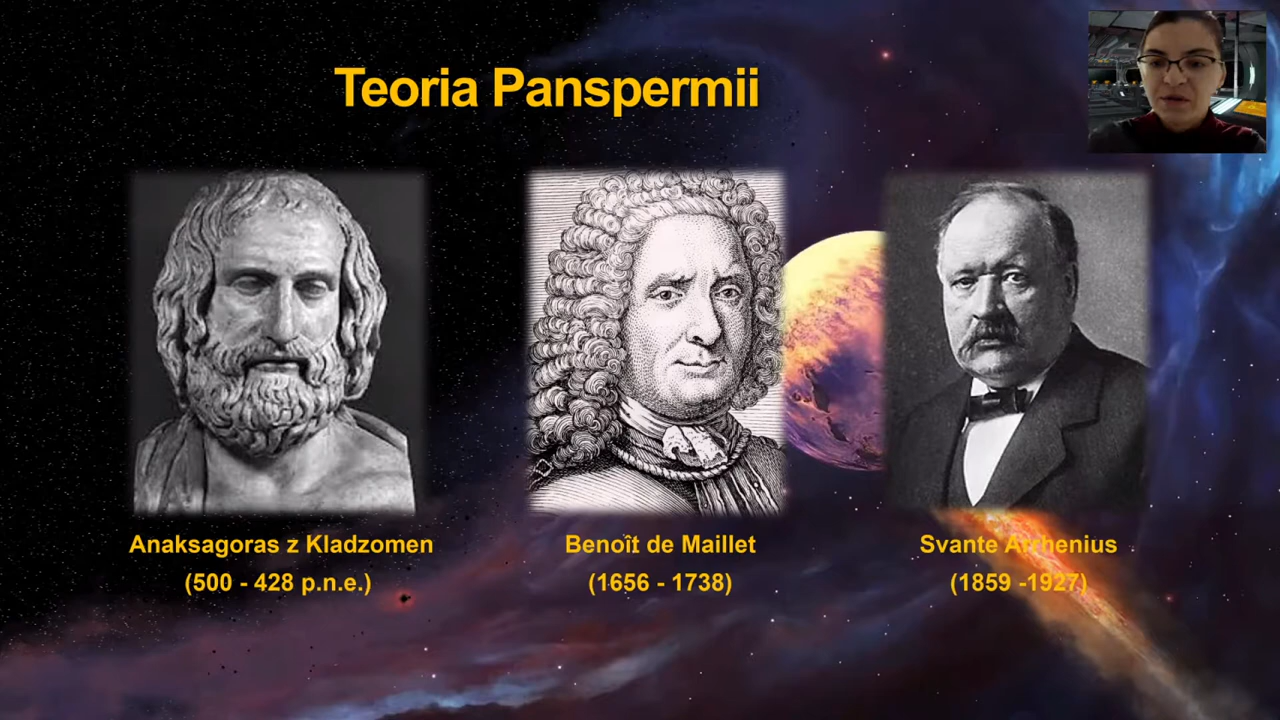 Teoria Panspermii
Anaksagoras z Kladzomen
(500 - 428 p.n.e.)
Benoît de Maillet
(1656 - 1738)
Svante Arrhenius
(1859 -1927)